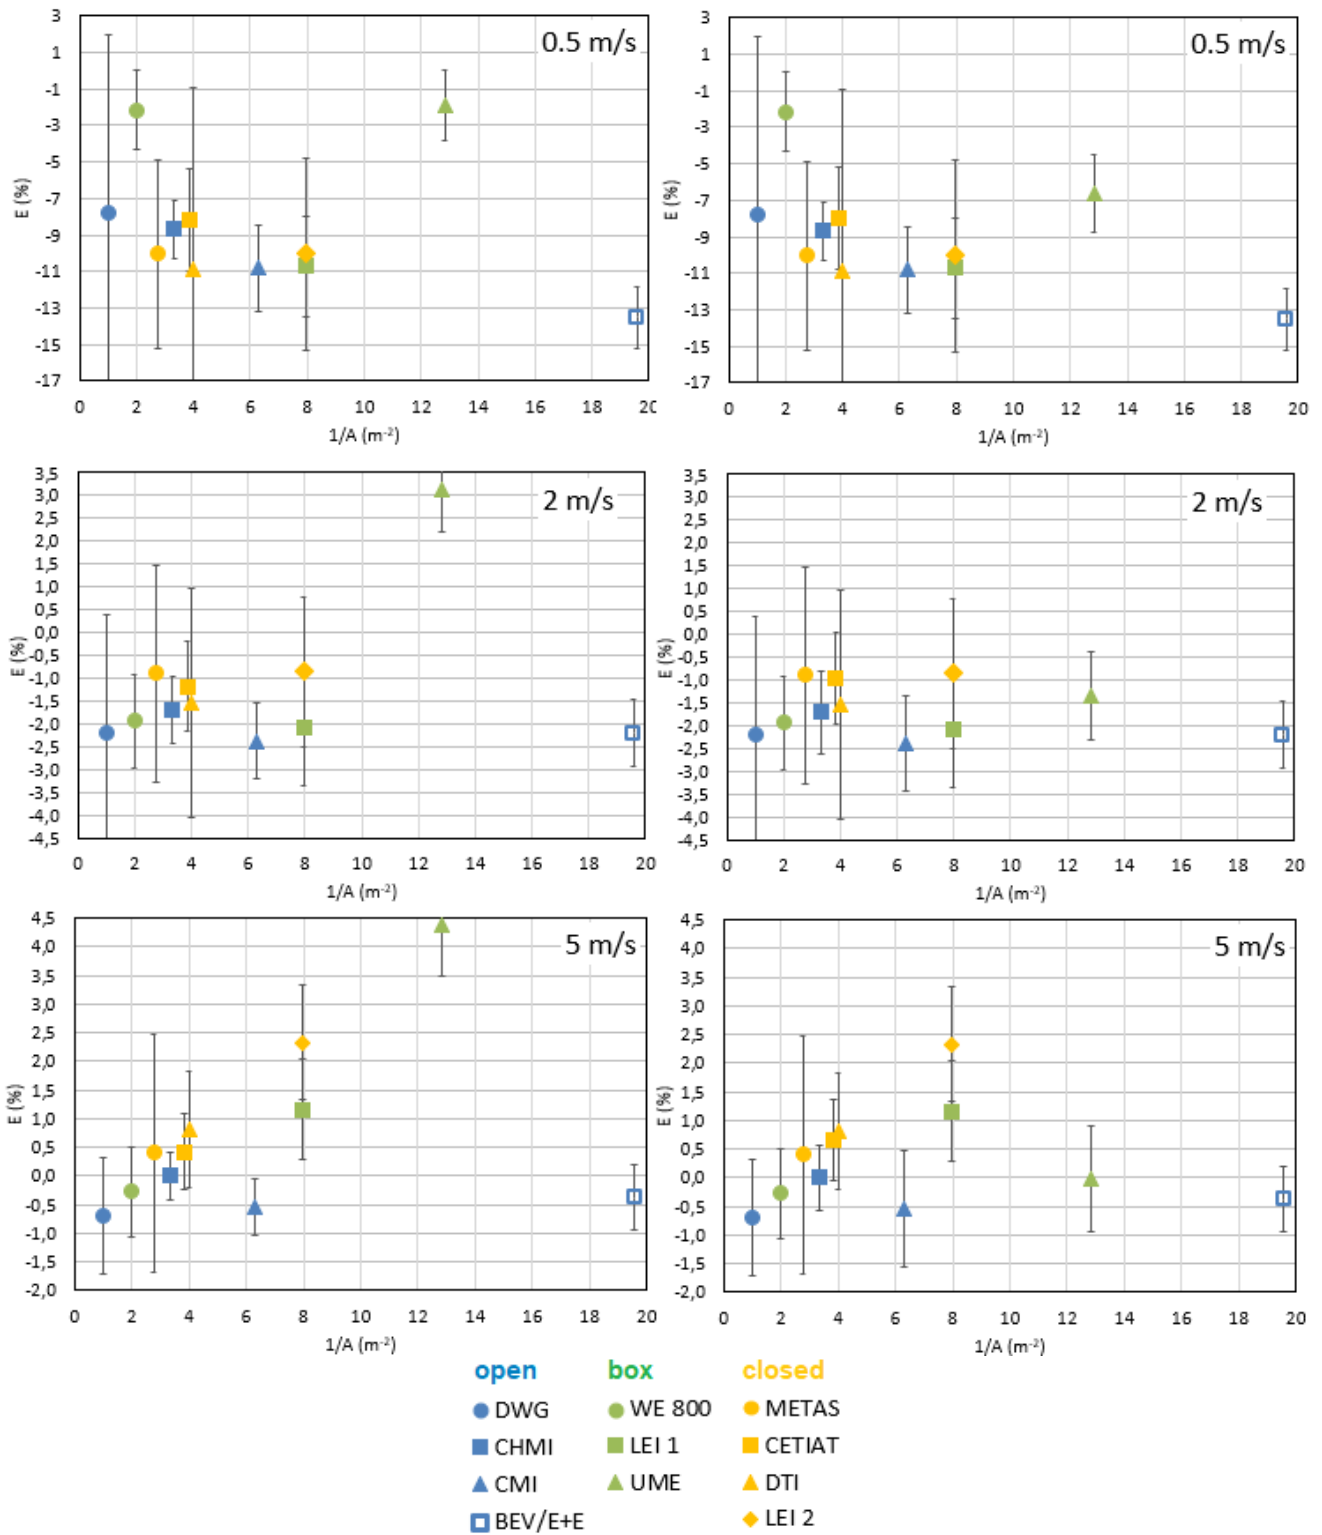 0.5 m/s
3
1
-1
-3
-5
-7
-9
-11
-13
-15
-17
E (%)
0 2 4 6 8 10 12 14 16 18 2C
1/A (m⁻²)
0.5 m/s
3
1
-1
-3
-5
-7
-9
-11
-13
-15
-17
E (%)
0 2 4 6 8 10 12 14 16 18 20
1/A (m⁻²)
2 m/s
3,5
3,0
2,5
2,0
1,5
1,0
0,5
0,0
-0,5
-1,0
-1,5
-2,0
-2,5
-3,0
-3,5
-4,0
-4,5
E (%)
0 2 4 6 8 10 12 14 16 18 20
1/A (m⁻²)
2 m/s
3,5
3,0
2,5
2,0
1,5
1,0
0,5
0,0
-0,5
-1,0
-1,5
-2,0
-2,5
-3,0
-3,5
-4,0
-4,5
E (%)
0 2 4 6 8 10 12 14 16 18 20
1/A (m⁻²)
5 m/s
4,5
4,0
3,5
3,0
2,5
2,0
1,5
1,0
0,5
0,0
-0,5
-1,0
-1,5
-2,0
E (%)
0 2 4 6 8 10 12 14 16 18 20
1/A (m⁻²)
5 m/s
4,5
4,0
3,5
3,0
2,5
2,0
1,5
1,0
0,5
0,0
-0,5
-1,0
-1,5
-2,0
E (%)
0 2 4 6 8 10 12 14 16 18 20
1/A (m⁻²)
open box closed
DWG WE 800 METAS
CHMI LEI 1 CETIAT
CMI UME DTI
BEV/E+E LEI 2